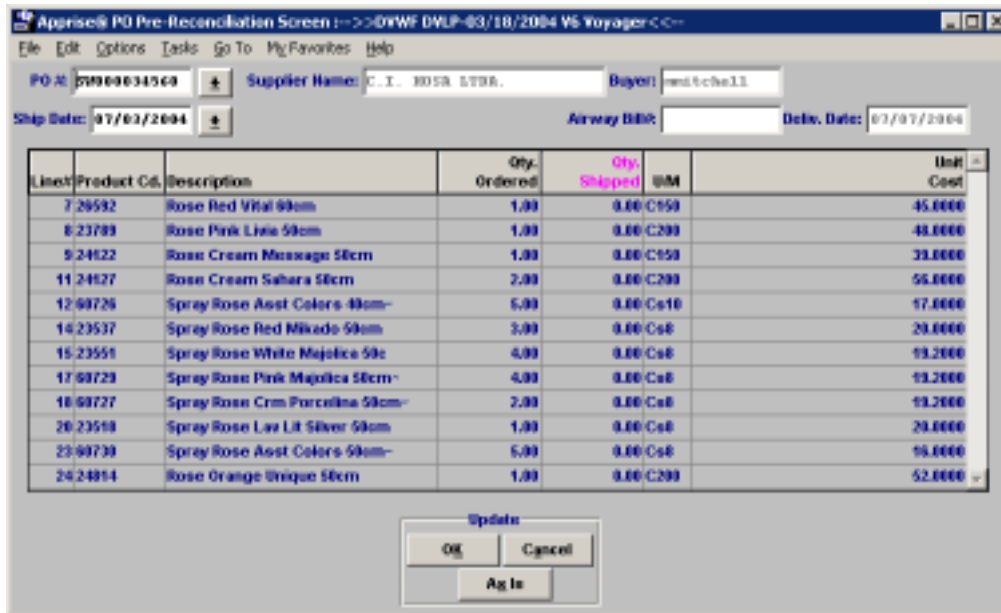 Apprise® PO Pre-Reconciliation Screen :-->>DVWF DVLP-03/18/2004 V6 Voyager<<--
File Edit Options Tasks Go To My Favorites Help
PO #: Supplier Name: C.I. ROSA LTDA. Buyer: mmitchell
Ship Date: 07/03/2004 Airway Bill#: Deliv. Date: 07/07/2004
Line# Product Cd. Description Qty. Ordered Qty. Shipped U/M Unit Cost
7 26592 Rose Red Vital 60cm 1.00 0.00 C150 45.0000
8 23789 Rose Pink Livia 50cm 1.00 0.00 C200 48.0000
9 24122 Rose Cream Message 50cm 1.00 0.00 C150 39.0000
11 24127 Rose Cream Sahara 50cm 2.00 0.00 C200 56.0000
12 60726 Spray Rose Asst Colors 40cm~ 5.00 0.00 Cs10 17.0000
14 23537 Spray Rose Red Mikado 50cm 3.00 0.00 Cs8 20.0000
15 23551 Spray Rose White Majolica 50c 4.00 0.00 Cs8 19.2000
17 60729 Spray Rose Pink Majolica 50cm~ 4.00 0.00 Cs8 19.2000
18 60727 Spray Rose Crm Porcelina 50cm~ 2.00 0.00 Cs8 19.2000
20 23518 Spray Rose Lav Lit Silver 50cm 1.00 0.00 Cs8 20.0000
23 60730 Spray Rose Asst Colors 50cm~ 5.00 0.00 Cs8 16.0000
24 24814 Rose Orange Unique 50cm 1.00 0.00 C200 52.0000
Update
OK Cancel
As In